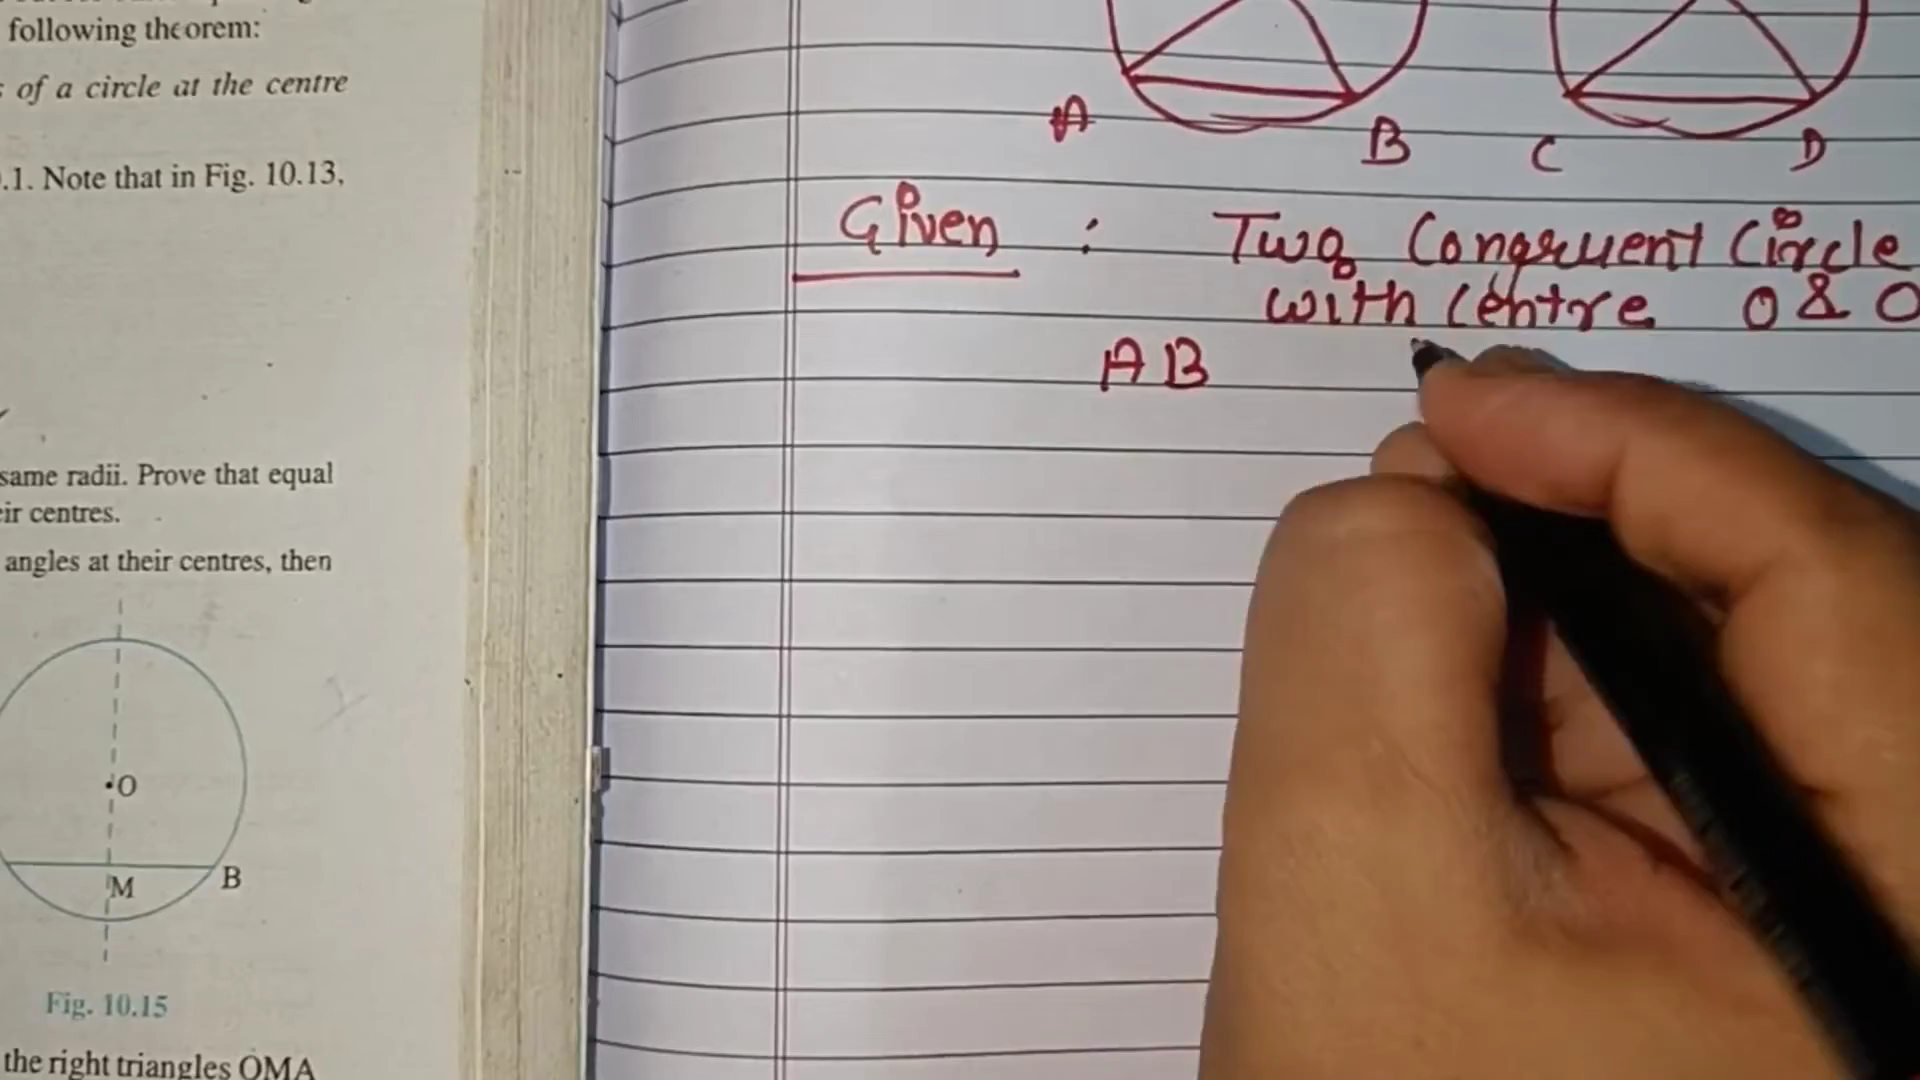 following theorem:
of a circle at the centre
.1. Note that in Fig. 10.13,
same radii. Prove that equal
eir centres.
angles at their centres, then
O
M
B
Fig. 10.15
the right triangles OMA
A
B
C
D
Given : Two Congruent Circle
with Centre O & O
AB